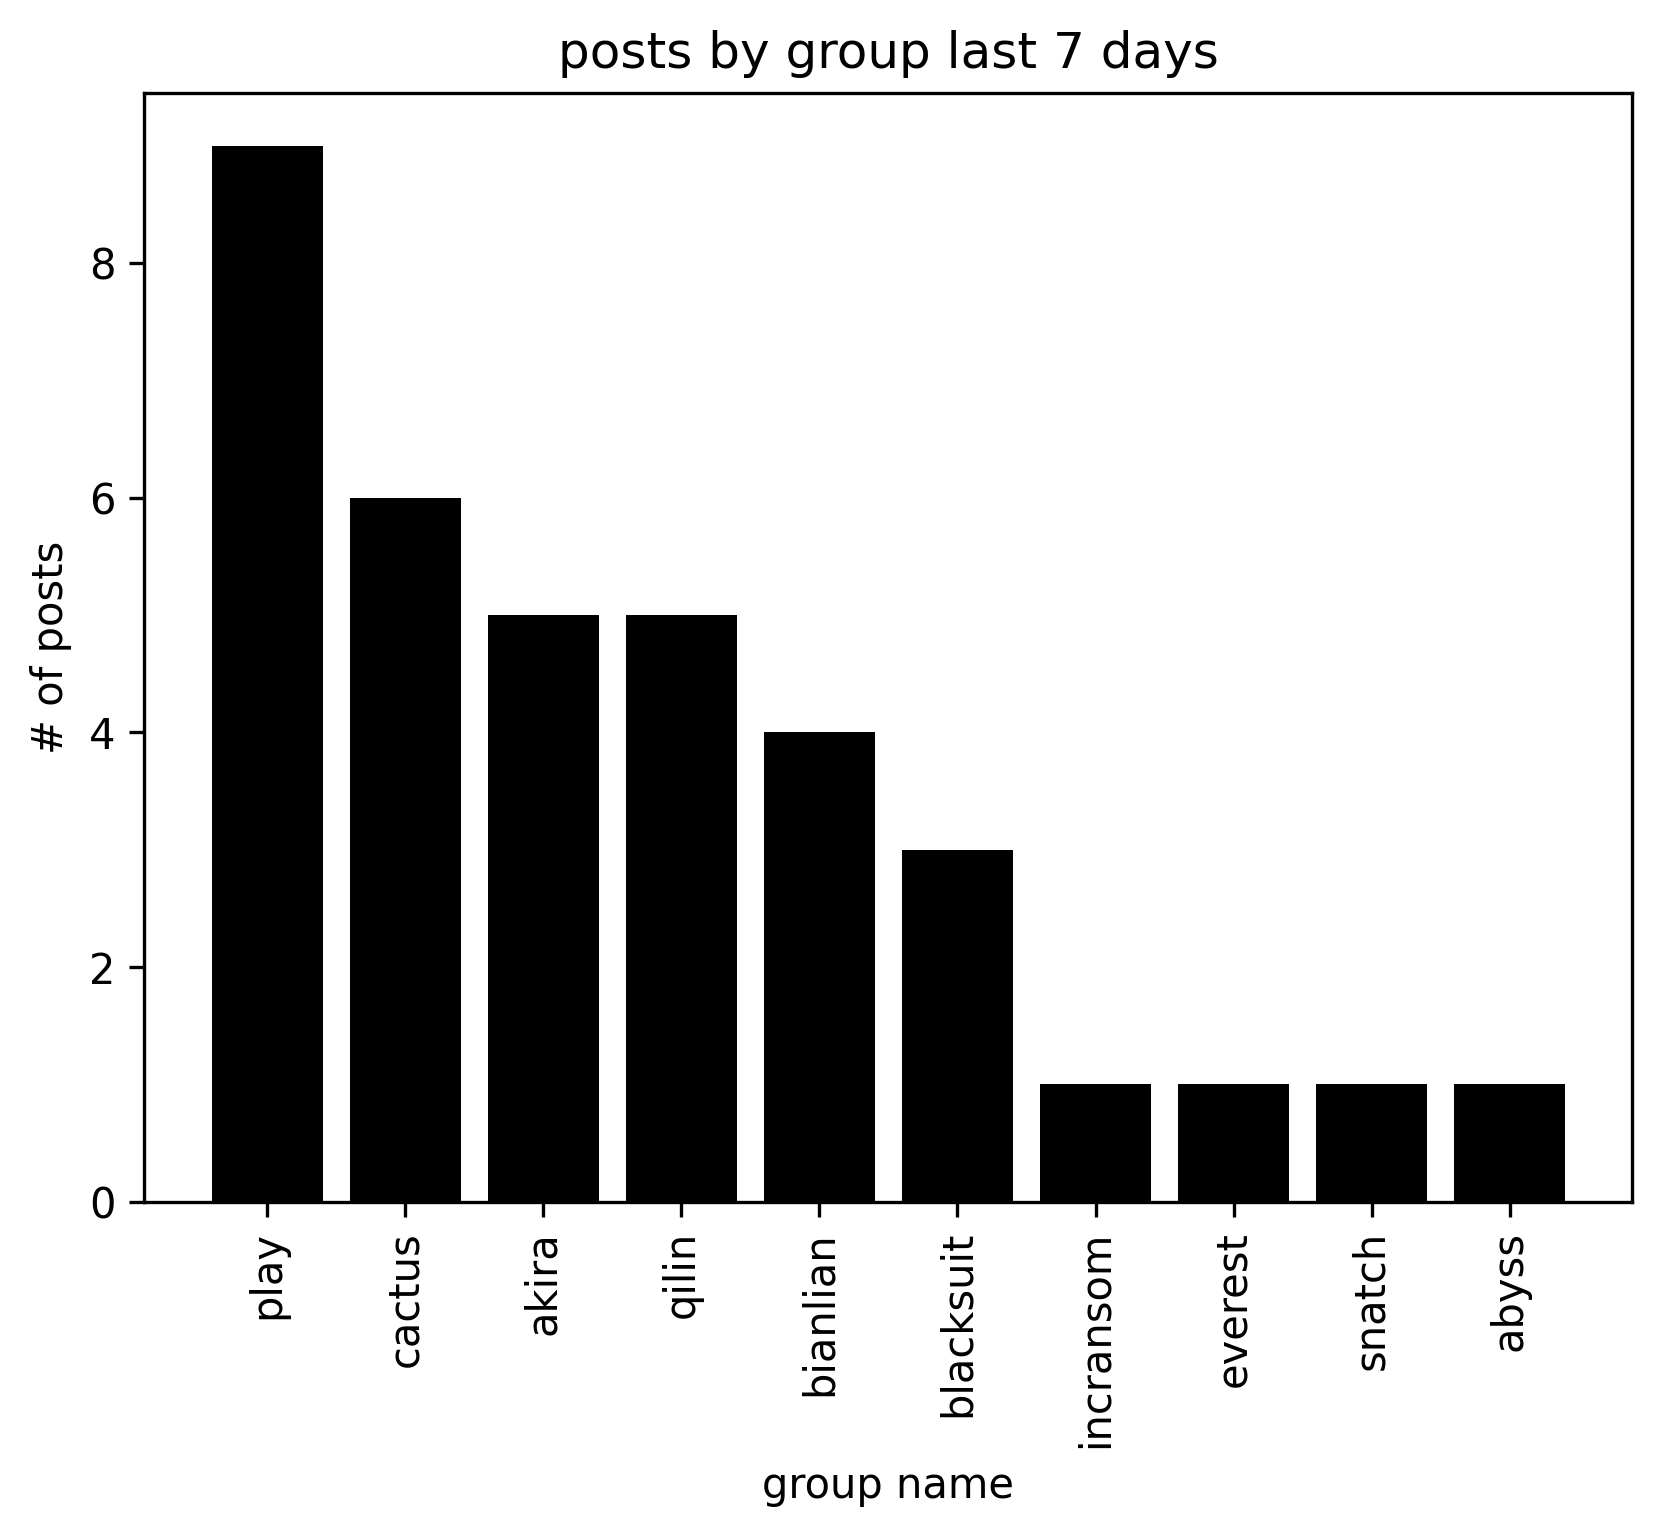 posts by group last 7 days
# of posts
8
6
4
2
0
play
cactus
akira
qilin
bianlian
blacksuit
incransom
everest
snatch
abyss
group name